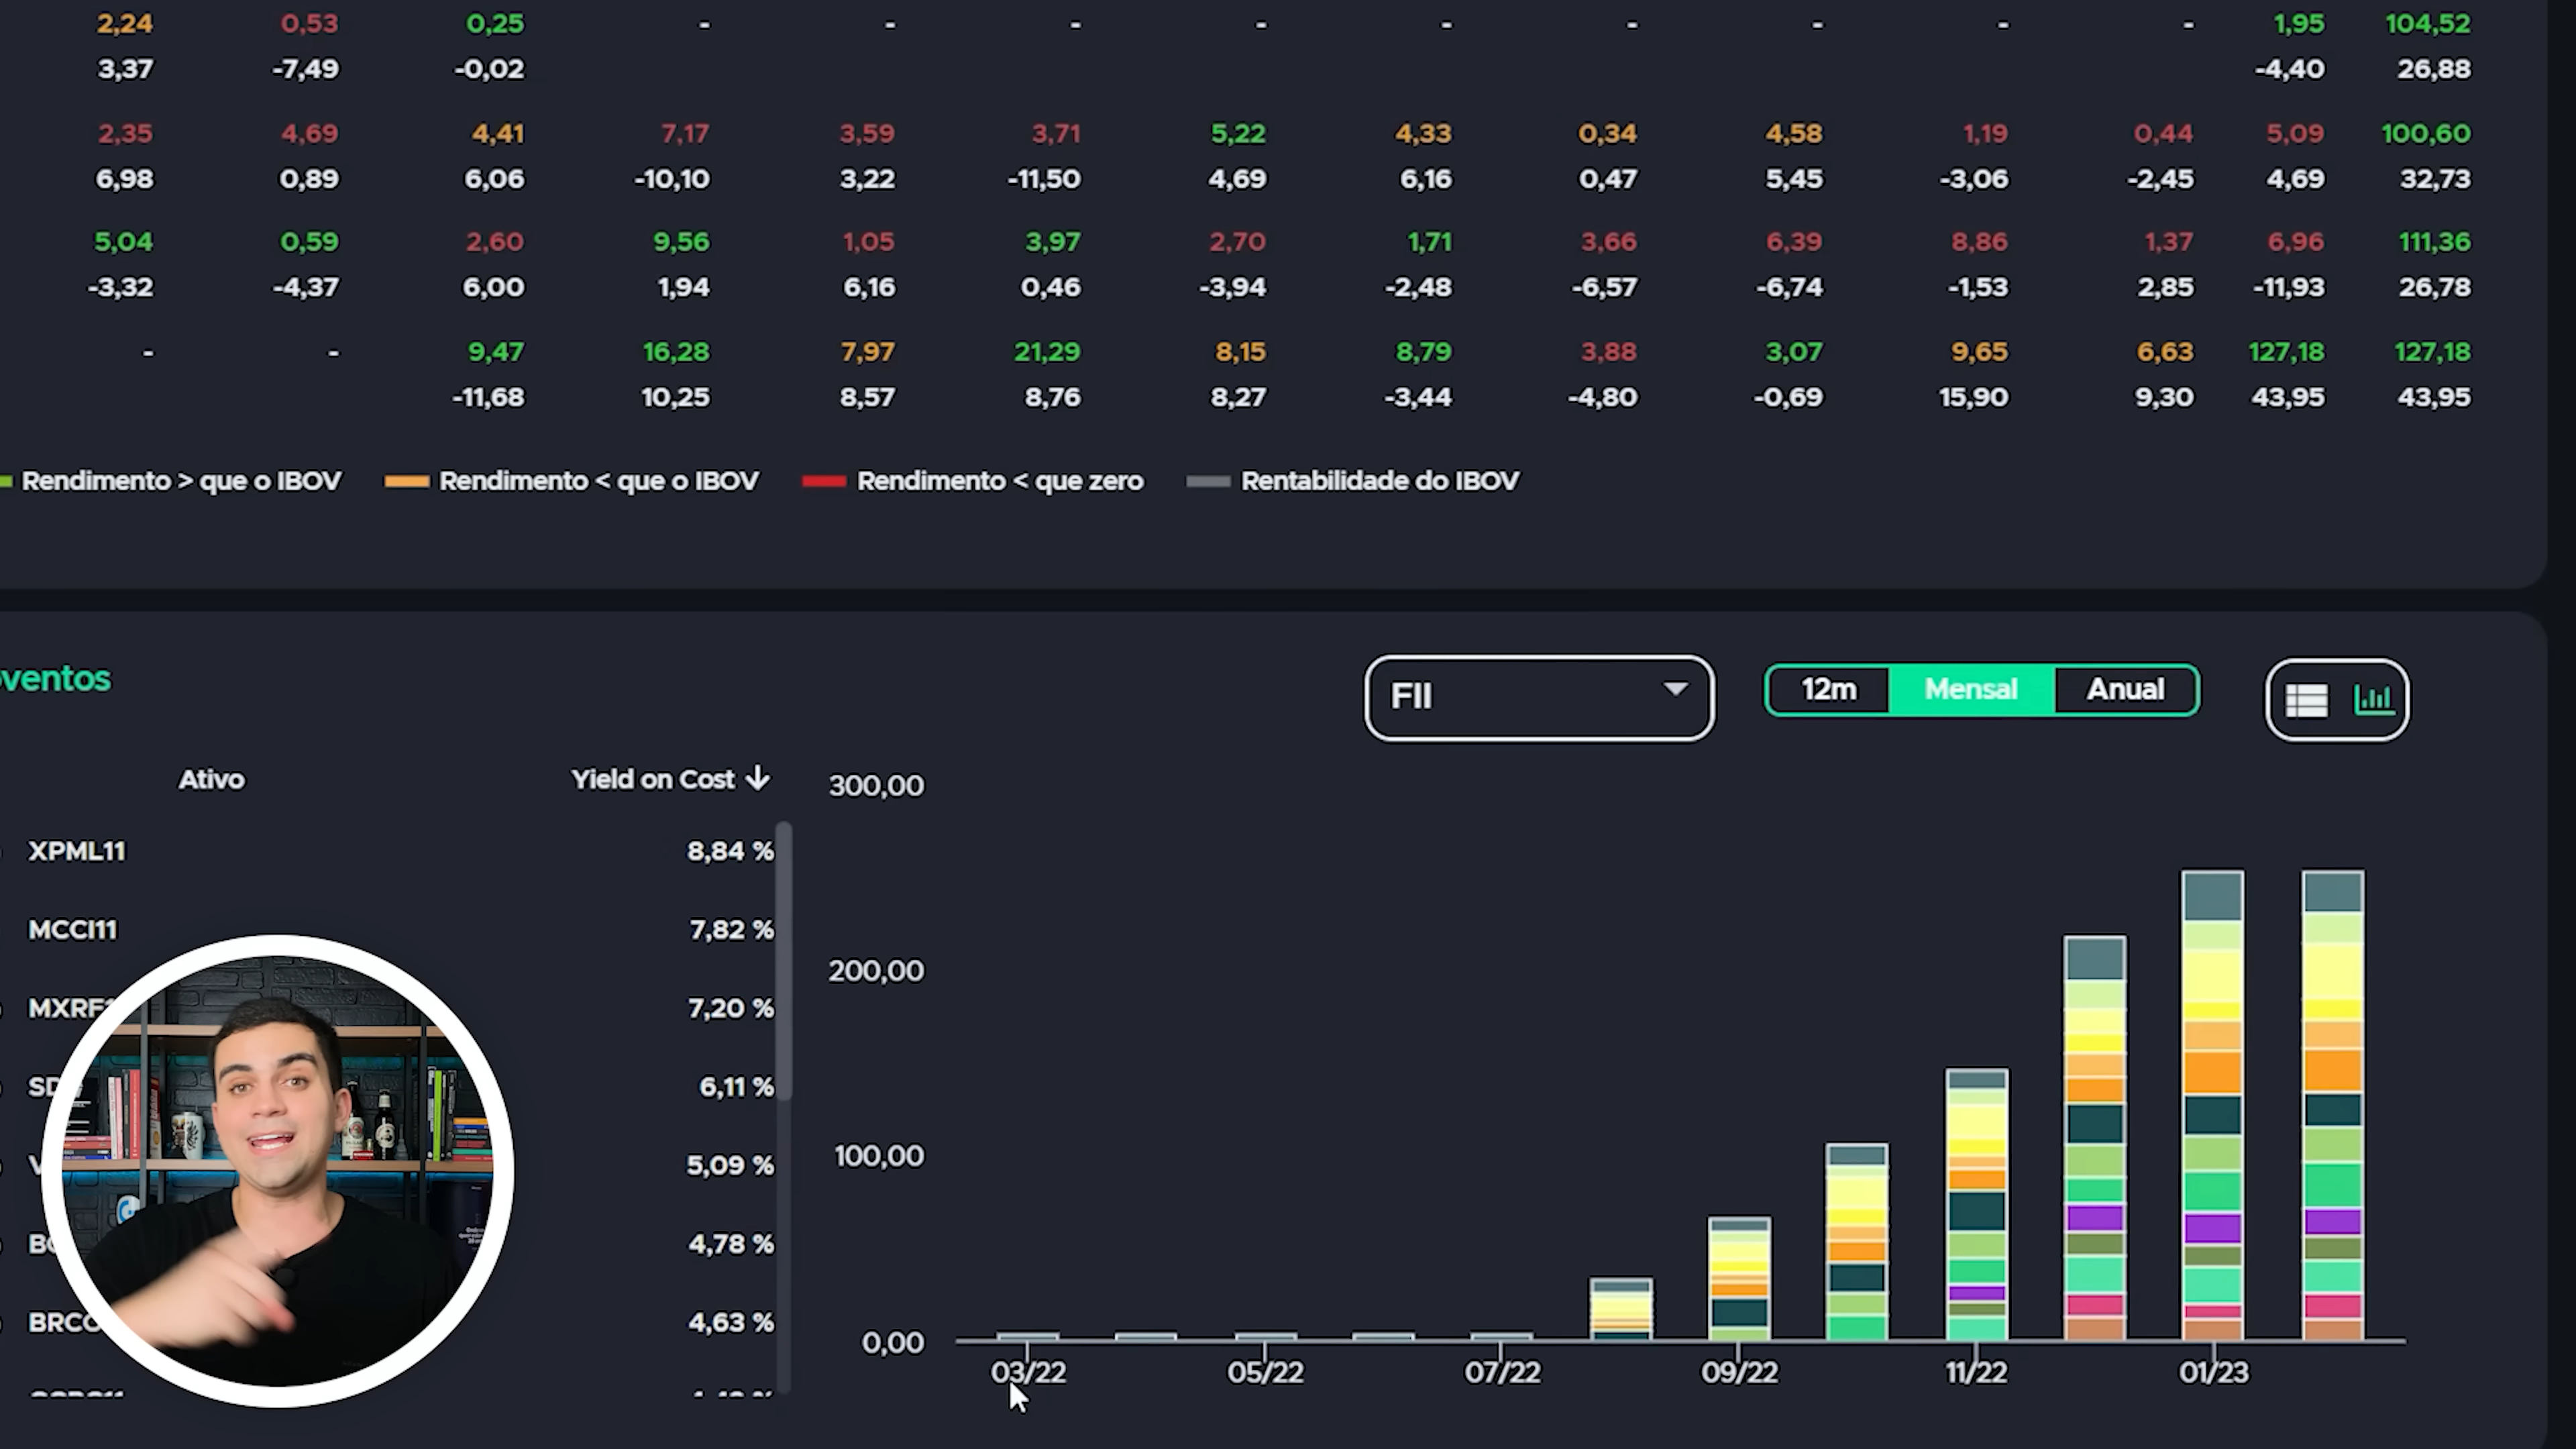 2,24 0,53 0,25 - - - - - - - - - 1,95 104,52
3,37 -7,49 -0,02 -4,40 26,88
2,35 4,69 4,41 7,17 3,59 3,71 5,22 4,33 0,34 4,58 1,19 0,44 5,09 100,60
6,98 0,89 6,06 -10,10 3,22 -11,50 4,69 6,16 0,47 5,45 -3,06 -2,45 4,69 32,73
5,04 0,59 2,60 9,56 1,05 3,97 2,70 1,71 3,66 6,39 8,86 1,37 6,96 111,36
-3,32 -4,37 6,00 1,94 6,16 0,46 -3,94 -2,48 -6,57 -6,74 -1,53 2,85 -11,93 26,78
- - 9,47 16,28 7,97 21,29 8,15 8,79 3,88 3,07 9,65 6,63 127,18 127,18
-11,68 10,25 8,57 8,76 8,27 -3,44 -4,80 -0,69 15,90 9,30 43,95 43,95
Rendimento > que o IBOV Rendimento < que o IBOV Rendimento < que zero Rentabilidade do IBOV
ventos
FII
12m Mensal Anual
Ativo Yield on Cost ↓
XPML11 8,84 %
MCCI11 7,82 %
MXRF 7,20 %
SD 6,11 %
V 5,09 %
4,78 %
BRCO 4,63 %
300,00
200,00
100,00
0,00
03/22 05/22 07/22 09/22 11/22 01/23